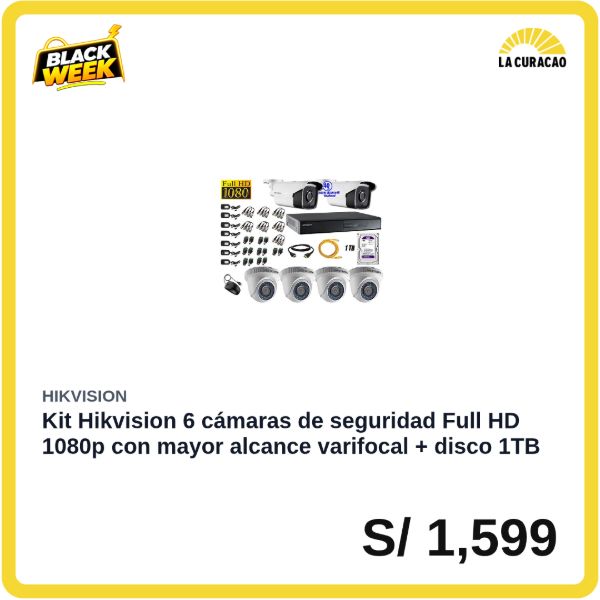 BLACK
WEEK
LA CURACAO
Full HD
1080
1TB
HIKVISION
Kit Hikvision 6 cámaras de seguridad Full HD
1080p con mayor alcance varifocal + disco 1TB
S/ 1,599